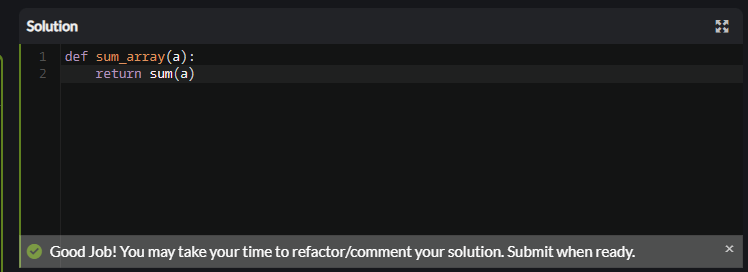 Solution
1 def sum_array(a):
2     return sum(a)
Good Job! You may take your time to refactor/comment your solution. Submit when ready. ×